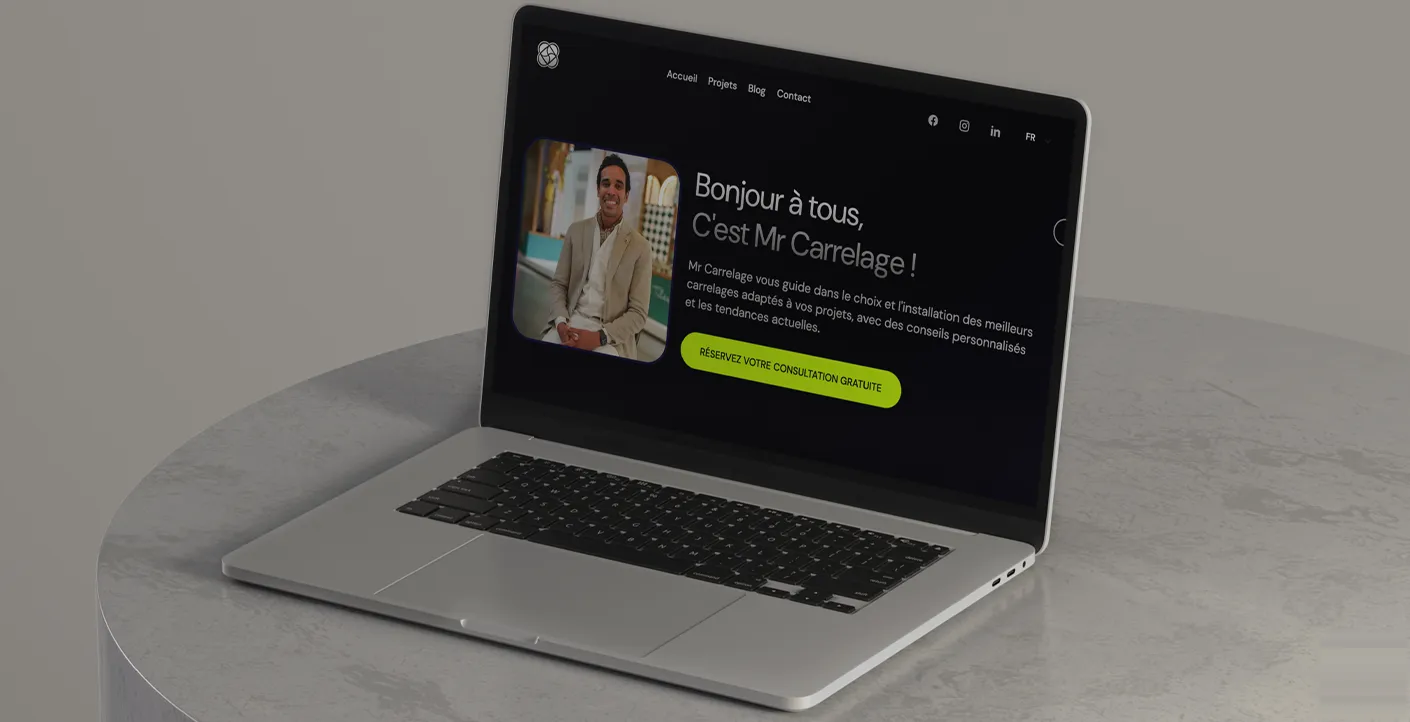 Accueil Projets Blog Contact
FR
Bonjour à tous,
C'est Mr Carrelage !
Mr Carrelage vous guide dans le choix et l'installation des meilleurs
carrelages adaptés à vos projets, avec des conseils personnalisés
et les tendances actuelles.
RÉSERVEZ VOTRE CONSULTATION GRATUITE